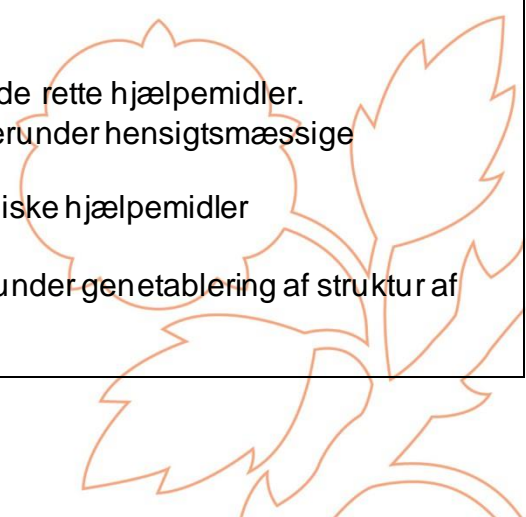 de rette hjælpemidler.
erunder hensigtsmæssige
iske hjælpemidler
under genetablering af struktur af